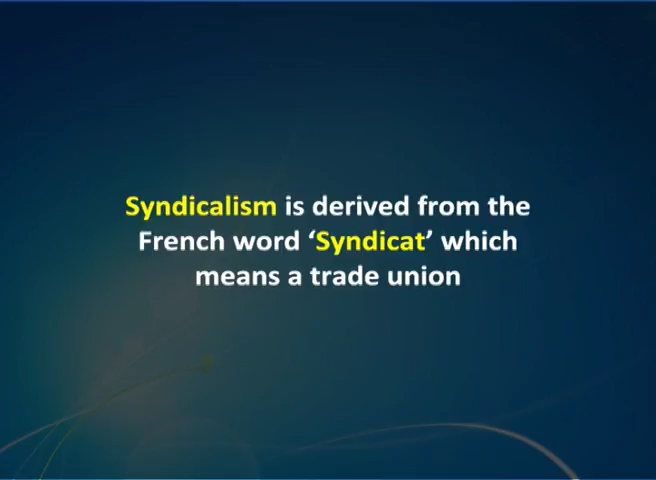 Syndicalism is derived from the
French word ‘Syndicat’ which
means a trade union